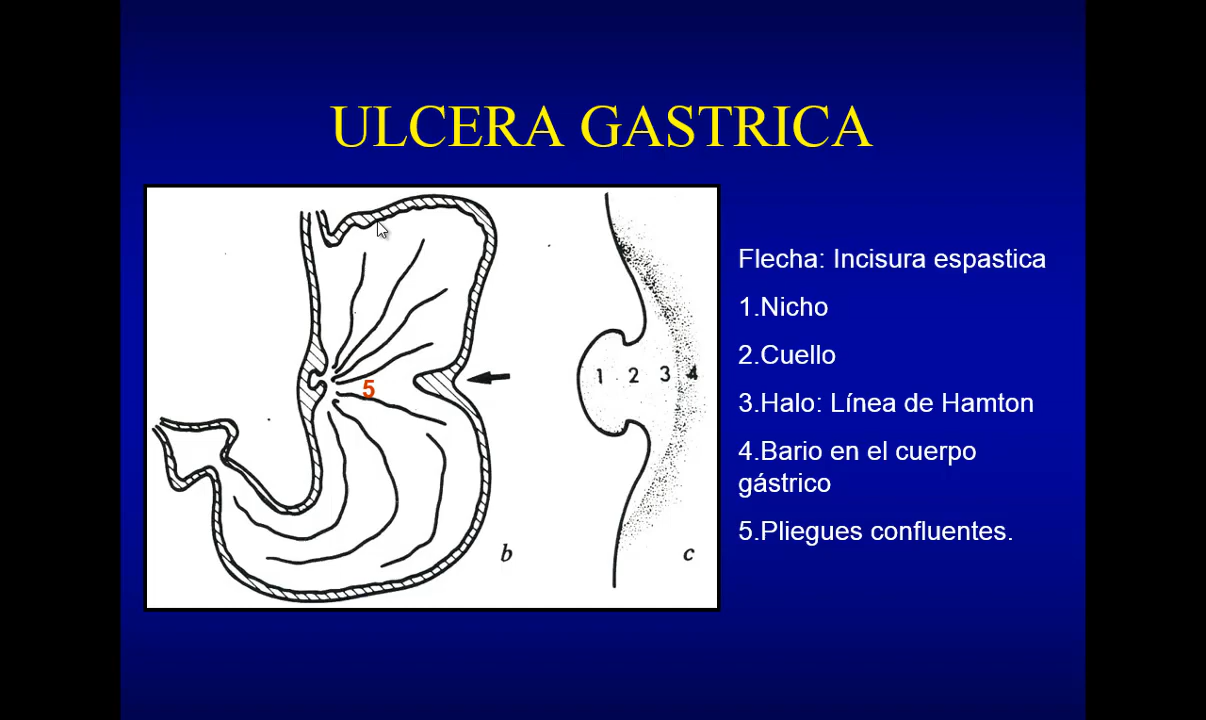 ULCERA GASTRICA
5
b
1 2 3 4
c
Flecha: Incisura espastica
1.Nicho
2.Cuello
3.Halo: Línea de Hamton
4.Bario en el cuerpo
gástrico
5.Pliegues confluentes.